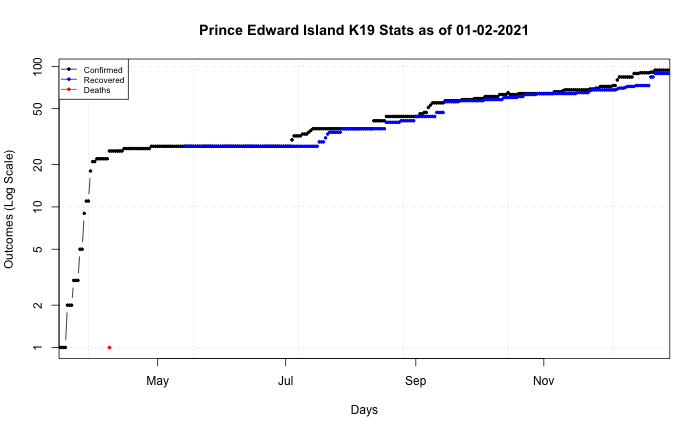 Prince Edward Island K19 Stats as of 01-02-2021
Confirmed
Recovered
Deaths
Outcomes (Log Scale)
100
50
20
10
5
2
1
May
Jul
Sep
Nov
Days